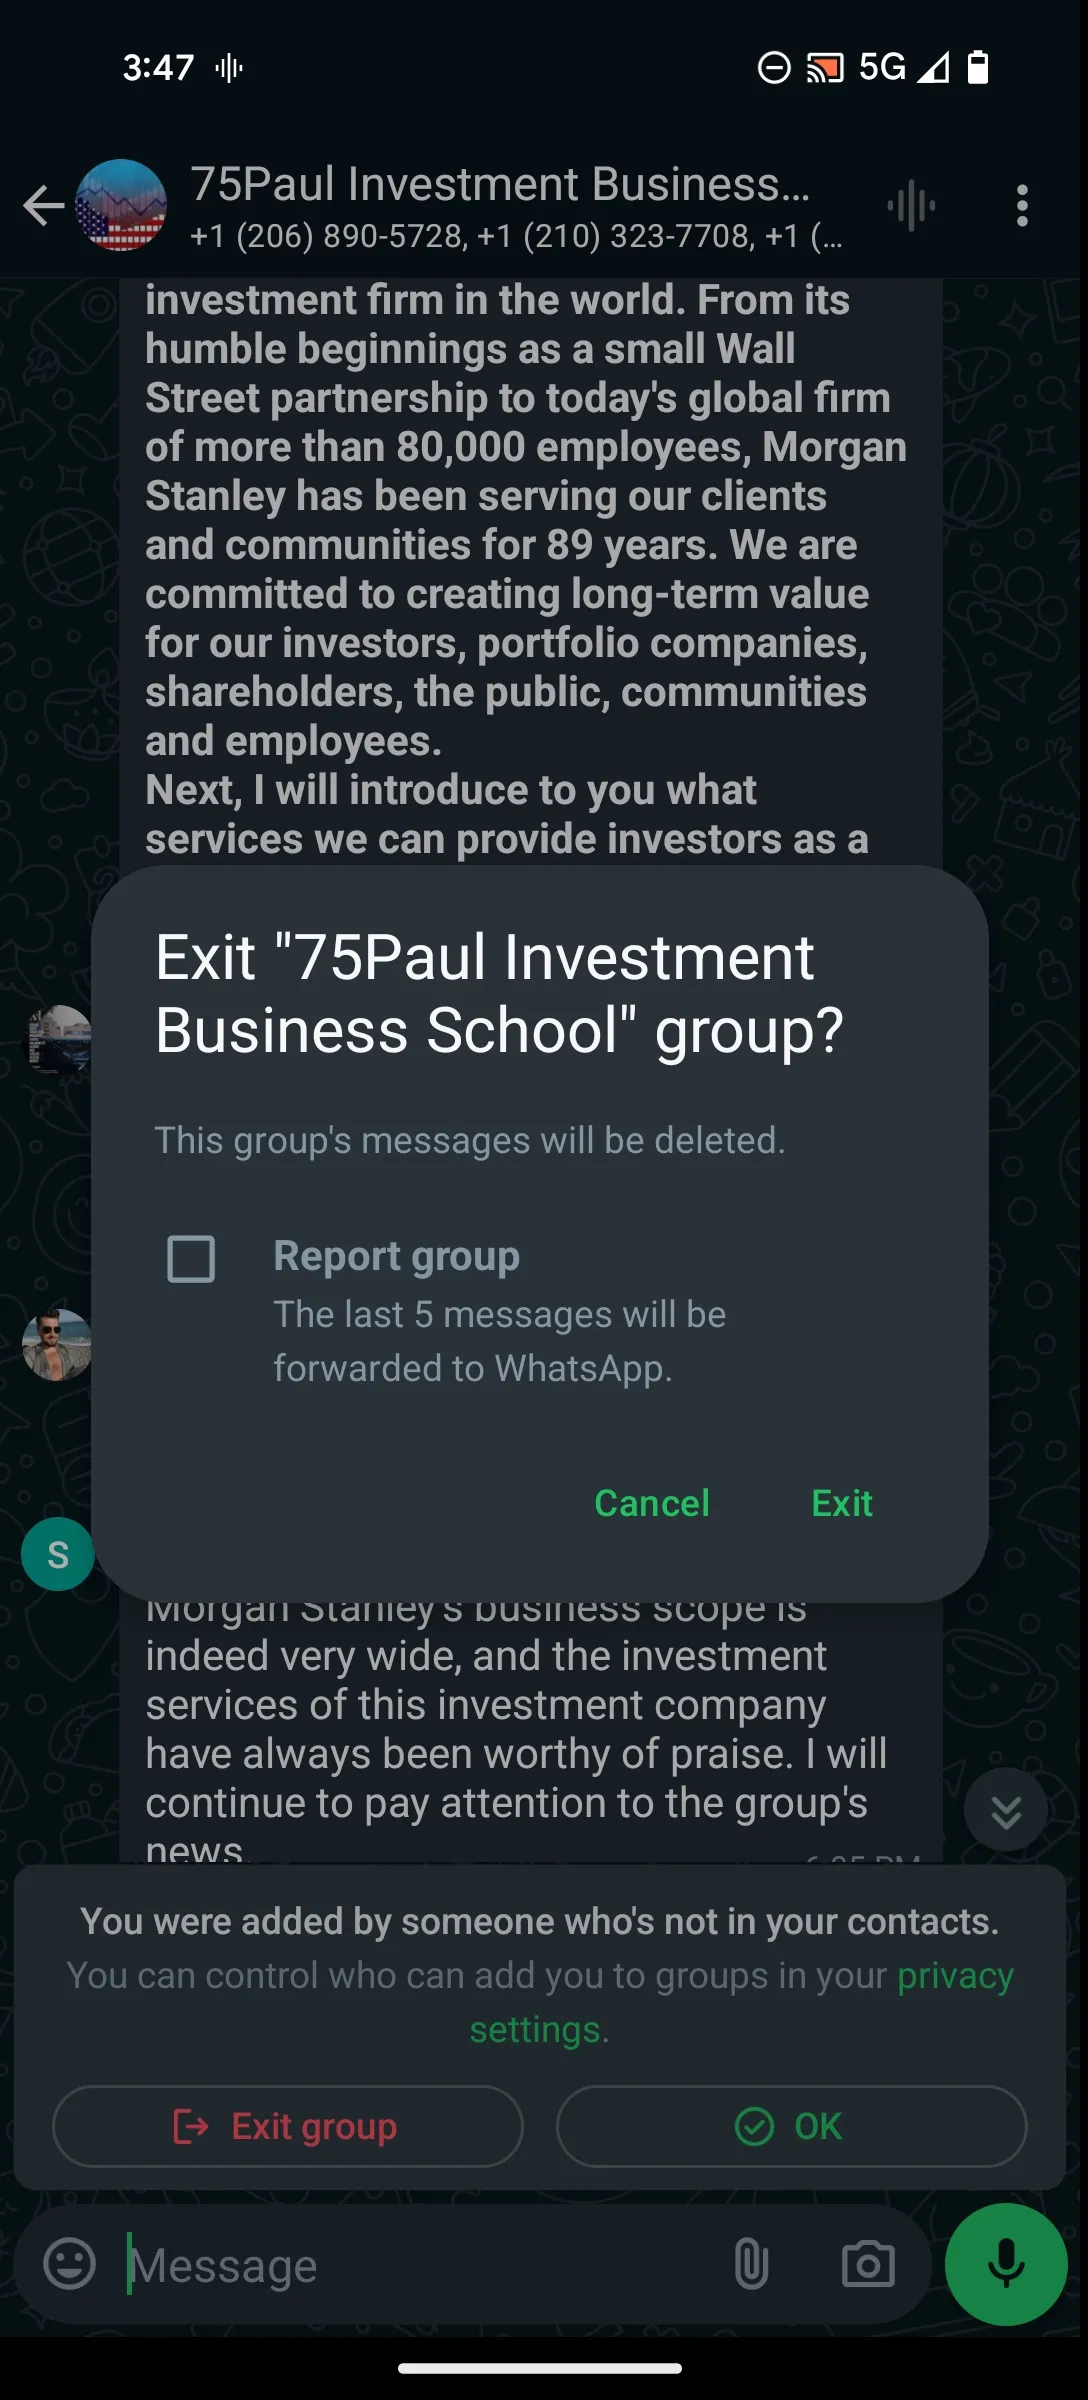 3:47
5G
75Paul Investment Business...
+1 (206) 890-5728, +1 (210) 323-7708, +1 (...
investment firm in the world. From its
humble beginnings as a small Wall
Street partnership to today's global firm
of more than 80,000 employees, Morgan
Stanley has been serving our clients
and communities for 89 years. We are
committed to creating long-term value
for our investors, portfolio companies,
shareholders, the public, communities
and employees.
Next, I will introduce to you what
services we can provide investors as a
Exit "75Paul Investment
Business School" group?
This group's messages will be deleted.
Report group
The last 5 messages will be
forwarded to WhatsApp.
Cancel
Exit
S
Morgan Stanley's business scope is
indeed very wide, and the investment
services of this investment company
have always been worthy of praise. I will
continue to pay attention to the group's
news.
You were added by someone who's not in your contacts.
You can control who can add you to groups in your privacy
settings.
Exit group
OK
Message